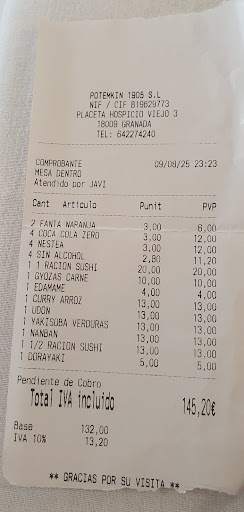 POTEMKIN 1905 S.L
NIF / CIF B19629773
PLACETA HOSPICIO VIEJO 3
18009 GRANADA
TEL: 642274240
COMPROBANTE 09/08/25 23:23
MESA DENTRO
Atendido por JAVI
Cant Artículo Punit PVP
2 FANTA NARANJA 3,00 6,00
4 COCA COLA ZERO 3,00 12,00
4 NESTEA 3,00 12,00
4 SIN ALCOHOL 2,80 11,20
1 1 RACION SUSHI 20,00 20,00
1 GYOZAS CARNE 10,00 10,00
1 EDAMAME 4,00 4,00
1 CURRY ARROZ 13,00 13,00
1 UDON 13,00 13,00
1 YAKISOBA VERDURAS 13,00 13,00
1 NANBAN 13,00 13,00
1 1/2 RACION SUSHI 13,00 13,00
1 DORAYAKI 5,00 5,00
Pendiente de Cobro
Total IVA incluido 145,20€
Base 132,00
IVA 10% 13,20
** GRACIAS POR SU VISITA **